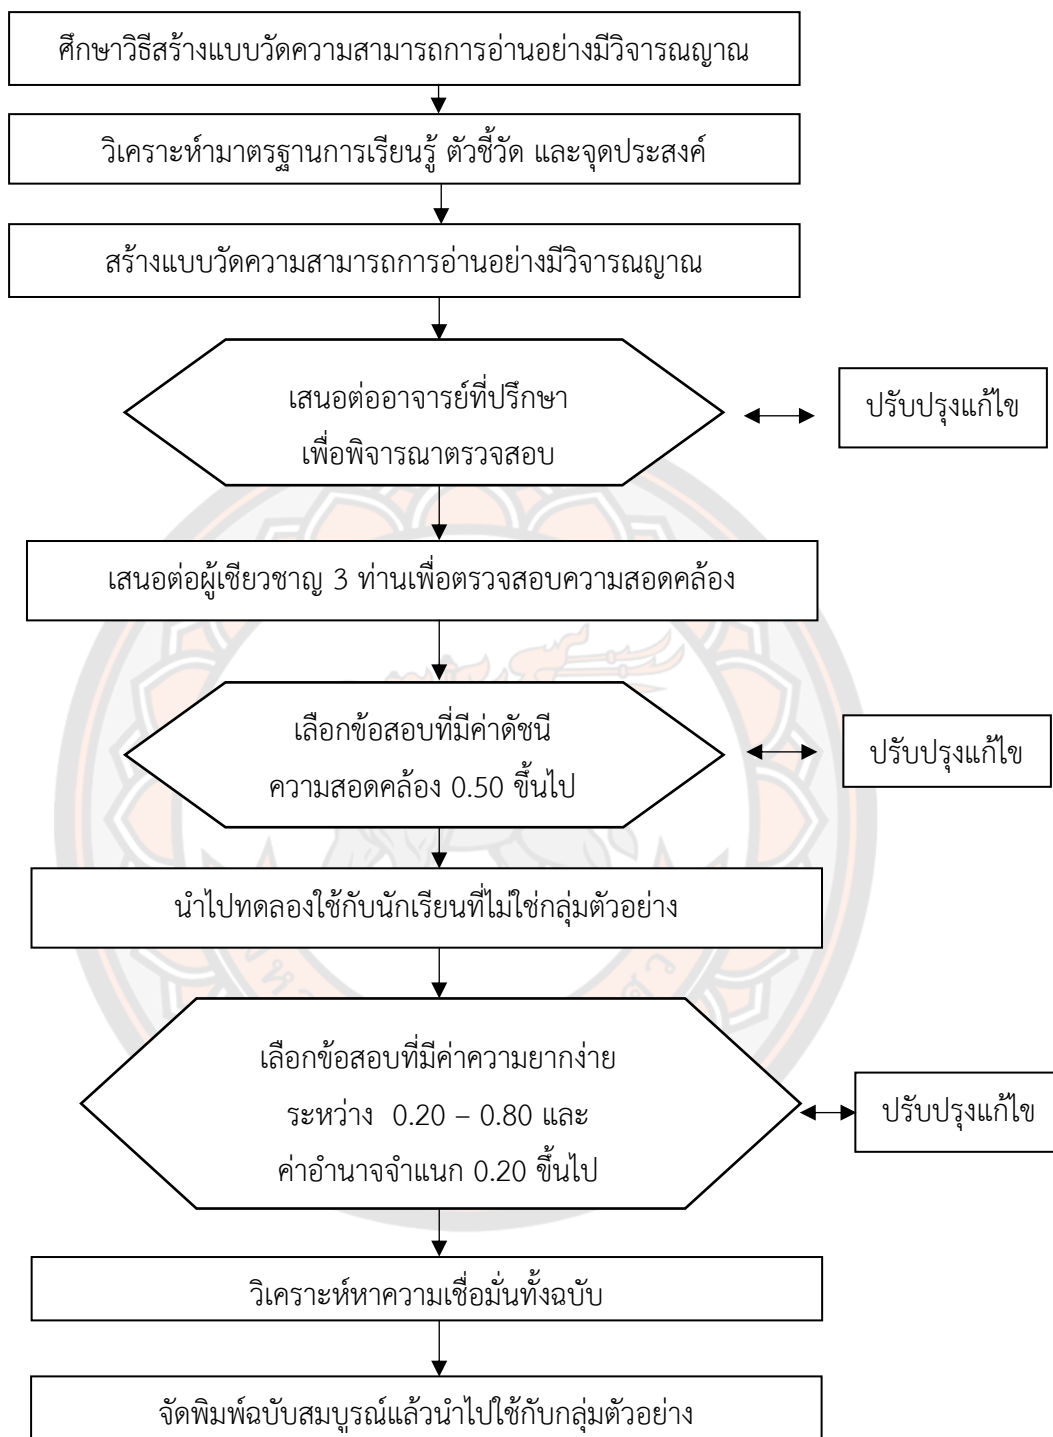 ศึกษาวิธีสร้างแบบวัดความสามารถการอ่านอย่างมีวิจารณญาณ
วิเคราะห์มาตรฐานการเรียนรู้ ตัวชี้วัด และจุดประสงค์
สร้างแบบวัดความสามารถการอ่านอย่างมีวิจารณญาณ
เสนอต่ออาจารย์ที่ปรึกษา
เพื่อพิจารณาตรวจสอบ
ปรับปรุงแก้ไข
เสนอต่อผู้เชียวชาญ 3 ท่านเพื่อตรวจสอบความสอดคล้อง
เลือกข้อสอบที่มีค่าดัชนี
ความสอดคล้อง 0.50 ขึ้นไป
ปรับปรุงแก้ไข
นำไปทดลองใช้กับนักเรียนที่ไม่ใช่กลุ่มตัวอย่าง
เลือกข้อสอบที่มีค่าความยากง่าย
ระหว่าง 0.20 – 0.80 และ
ค่าอำนาจจำแนก 0.20 ขึ้นไป
ปรับปรุงแก้ไข
วิเคราะห์หาความเชื่อมั่นทั้งฉบับ
จัดพิมพ์ฉบับสมบูรณ์แล้วนำไปใช้กับกลุ่มตัวอย่าง